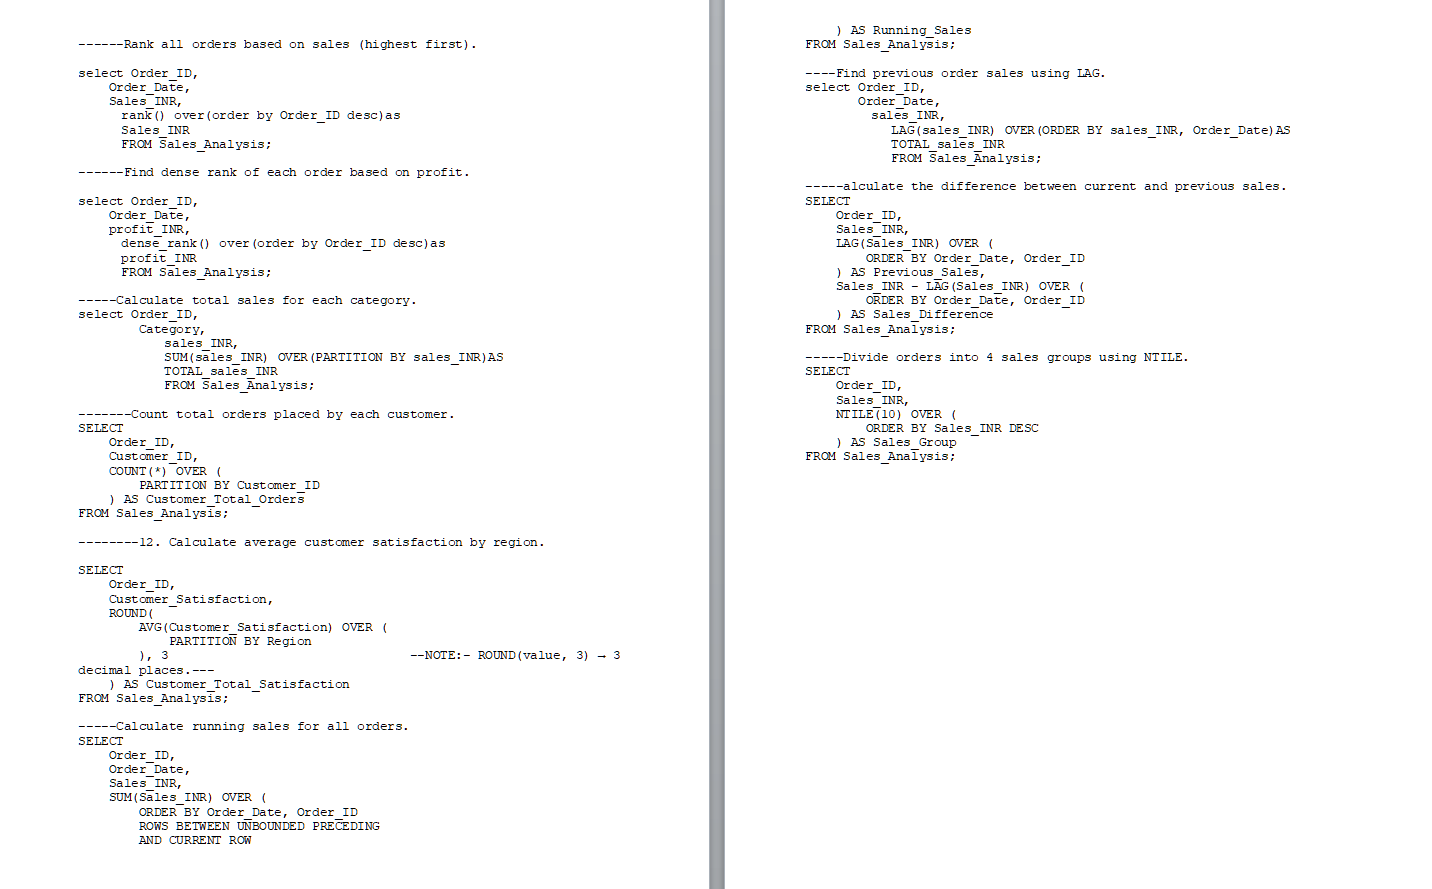 ------Rank all orders based on sales (highest first).
select Order_ID,
Order_Date,
Sales_INR,
rank() over(order by Order_ID desc)as
Sales_INR
FROM Sales_Analysis;
------Find dense rank of each order based on profit.
select Order_ID,
Order_Date,
profit_INR,
dense_rank() over(order by Order_ID desc)as
profit_INR
FROM Sales_Analysis;
-----Calculate total sales for each category.
select Order_ID,
Category,
sales_INR,
SUM(sales_INR) OVER(PARTITION BY sales_INR)AS
TOTAL_sales_INR
FROM Sales_Analysis;
-------Count total orders placed by each customer.
SELECT
Order_ID,
Customer_ID,
COUNT(*) OVER (
PARTITION BY Customer_ID
) AS Customer_Total_Orders
FROM Sales_Analysis;
--------12. Calculate average customer satisfaction by region.
SELECT
Order_ID,
Customer_Satisfaction,
ROUND(
AVG(Customer_Satisfaction) OVER (
PARTITION BY Region
), 3 --NOTE:- ROUND(value, 3) → 3
decimal places.---
) AS Customer_Total_Satisfaction
FROM Sales_Analysis;
-----Calculate running sales for all orders.
SELECT
Order_ID,
Order_Date,
Sales_INR,
SUM(Sales_INR) OVER (
ORDER BY Order_Date, Order_ID
ROWS BETWEEN UNBOUNDED PRECEDING
AND CURRENT ROW
) AS Running_Sales
FROM Sales_Analysis;
----Find previous order sales using LAG.
select Order_ID,
Order_Date,
sales_INR,
LAG(sales_INR) OVER(ORDER BY sales_INR, Order_Date)AS
TOTAL_sales_INR
FROM Sales_Analysis;
-----alculate the difference between current and previous sales.
SELECT
Order_ID,
Sales_INR,
LAG(Sales_INR) OVER (
ORDER BY Order_Date, Order_ID
) AS Previous_Sales,
Sales_INR - LAG(Sales_INR) OVER (
ORDER BY Order_Date, Order_ID
) AS Sales_Difference
FROM Sales_Analysis;
-----Divide orders into 4 sales groups using NTILE.
SELECT
Order_ID,
Sales_INR,
NTILE(10) OVER (
ORDER BY Sales_INR DESC
) AS Sales_Group
FROM Sales_Analysis;